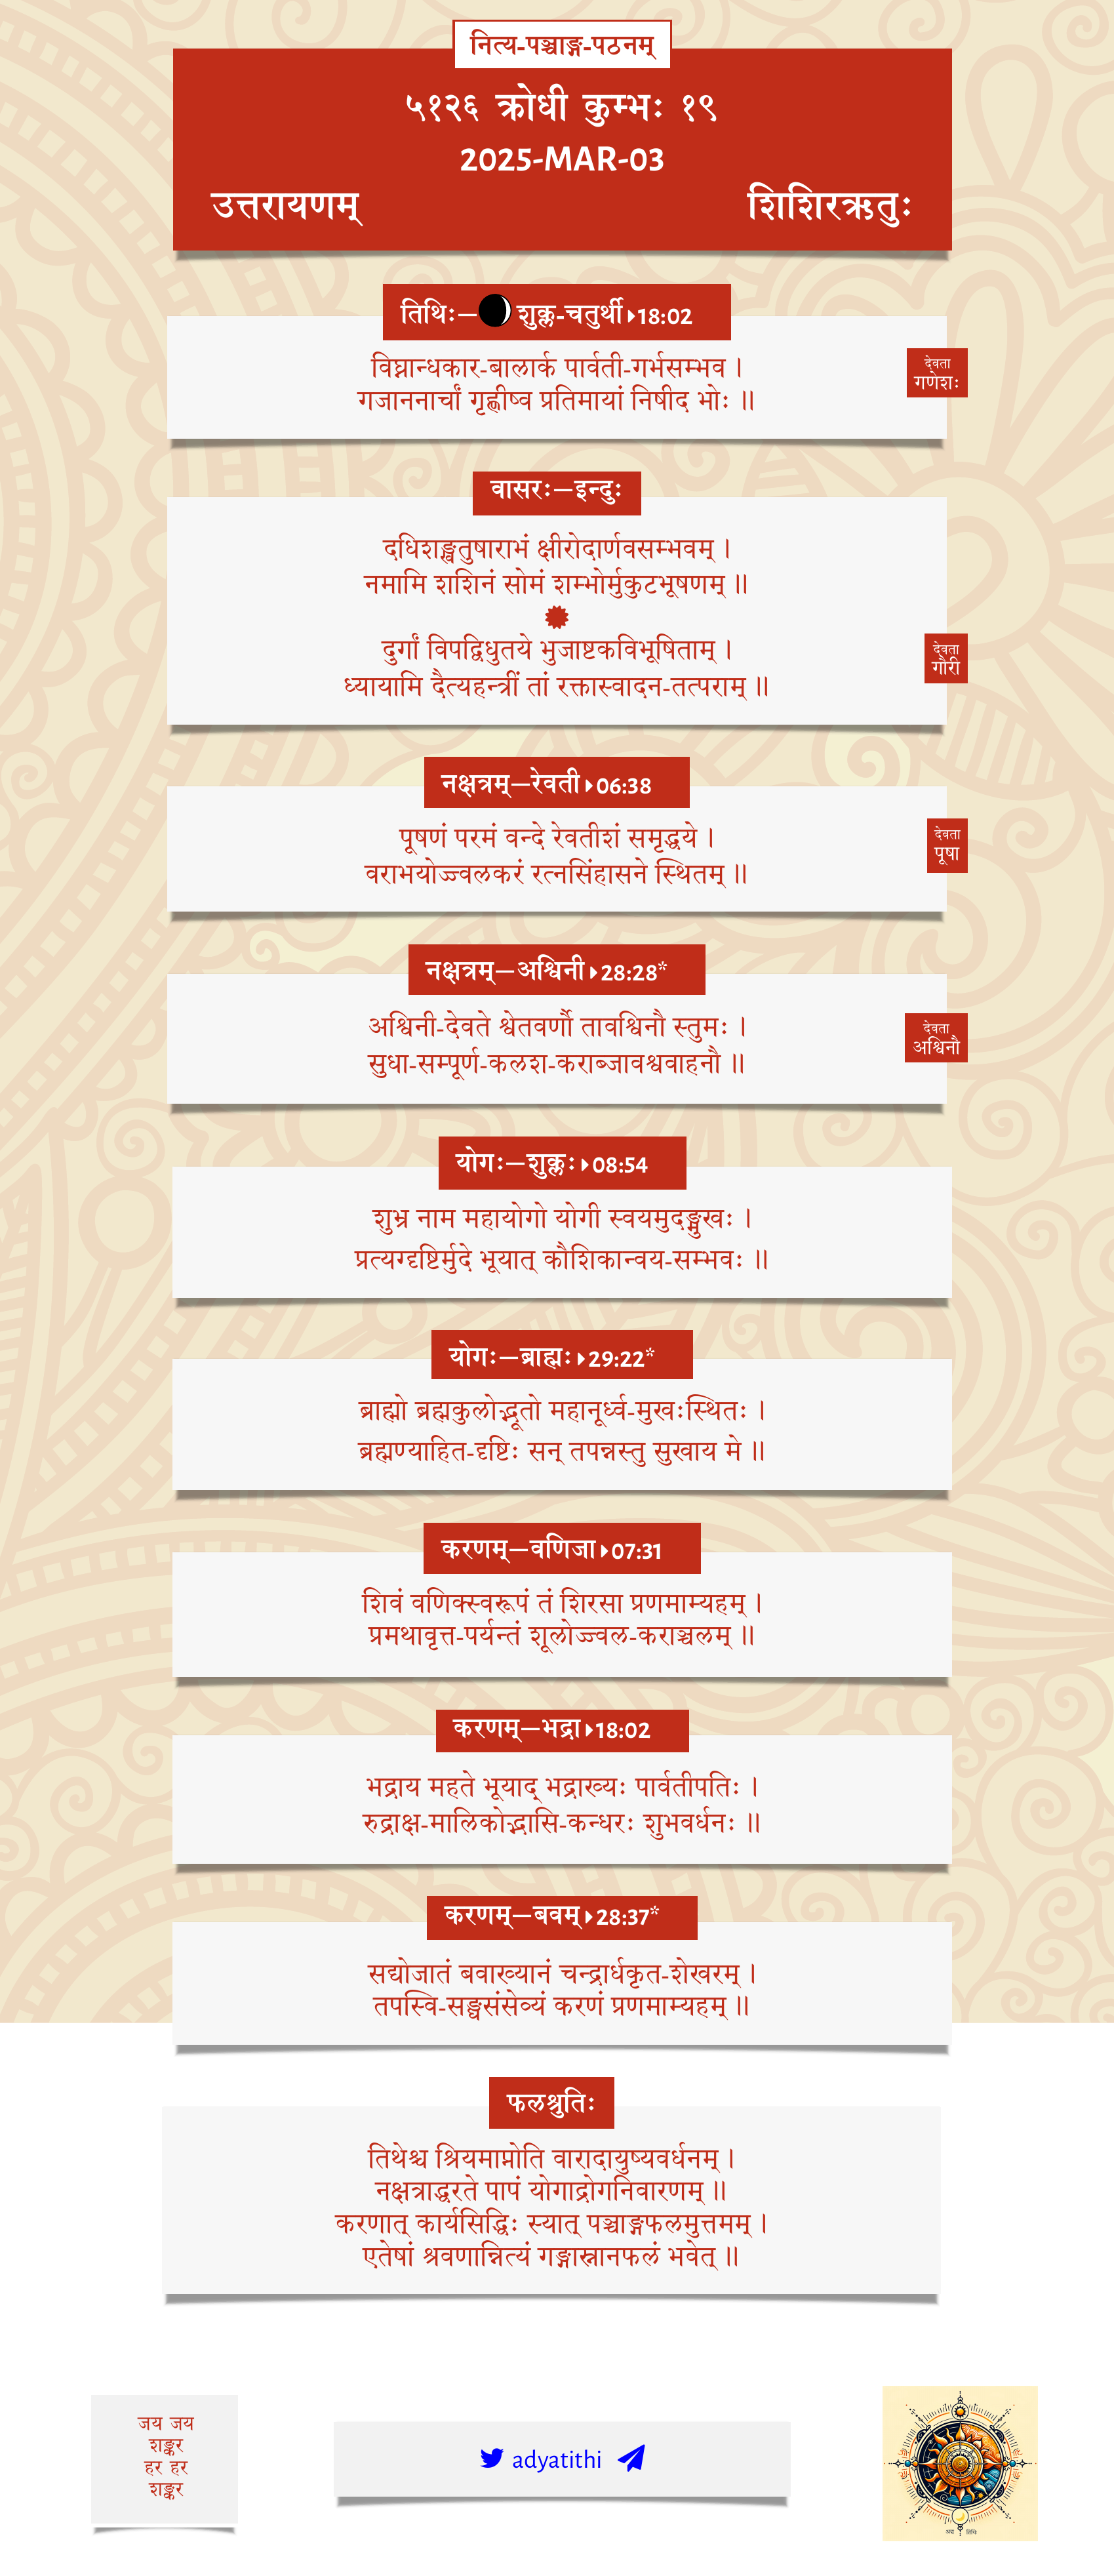 नित्य-पञ्चाङ्ग-पठनम्
५१२६ क्रोधी कुम्भः १९
2025-MAR-03
उत्तरायणम् शिशिरऋतुः
तिथिः—शुक्ल-चतुर्थी 18:02
विघ्नान्धकार-बालार्क पार्वती-गर्भसम्भव ।
गजाननार्चां गृह्णीष्व प्रतिमायां निषीद भोः ॥
देवता
गणेशः
वासरः—इन्दुः
दधिशङ्खतुषाराभं क्षीरोदार्णवसम्भवम् ।
नमामि शशिनं सोमं शम्भोर्मुकुटभूषणम् ॥
दुर्गां विपद्विधुतये भुजाष्टकविभूषिताम् ।
ध्यायामि दैत्यहन्त्रीं तां रक्तास्वादन-तत्पराम् ॥
देवता
गौरी
नक्षत्रम्—रेवती 06:38
पूषणं परमं वन्दे रेवतीशं समृद्धये ।
वराभयोज्ज्वलकरं रत्नसिंहासने स्थितम् ॥
देवता
पूषा
नक्षत्रम्—अश्विनी 28:28*
अश्विनी-देवते श्वेतवर्णौ तावश्विनौ स्तुमः ।
सुधा-सम्पूर्ण-कलश-कराब्जावश्ववाहनौ ॥
देवता
अश्विनौ
योगः—शुक्लः 08:54
शुभ्र नाम महायोगो योगी स्वयमुदङ्मुखः ।
प्रत्यग्दृष्टिर्मुदे भूयात् कौशिकान्वय-सम्भवः ॥
योगः—ब्राह्मः 29:22*
ब्राह्मो ब्रह्मकुलोद्भूतो महानूर्ध्व-मुखःस्थितः ।
ब्रह्मण्याहित-दृष्टिः सन् तपन्नस्तु सुखाय मे ॥
करणम्—वणिजा 07:31
शिवं वणिक्स्वरूपं तं शिरसा प्रणमाम्यहम् ।
प्रमथावृत्त-पर्यन्तं शूलोज्ज्वल-कराञ्चलम् ॥
करणम्—भद्रा 18:02
भद्राय महते भूयाद् भद्राख्यः पार्वतीपतिः ।
रुद्राक्ष-मालिकोद्भासि-कन्धरः शुभवर्धनः ॥
करणम्—बवम् 28:37*
सद्योजातं बवाख्यानं चन्द्रार्धकृत-शेखरम् ।
तपस्वि-सङ्घसंसेव्यं करणं प्रणमाम्यहम् ॥
फलश्रुतिः
तिथेश्च श्रियमाप्नोति वारादायुष्यवर्धनम् ।
नक्षत्राद्धरते पापं योगाद्रोगनिवारणम् ॥
करणात् कार्यसिद्धिः स्यात् पञ्चाङ्गफलमुत्तमम् ।
एतेषां श्रवणान्नित्यं गङ्गास्नानफलं भवेत् ॥
जय जय
शङ्कर
हर हर
शङ्कर
adyatithi